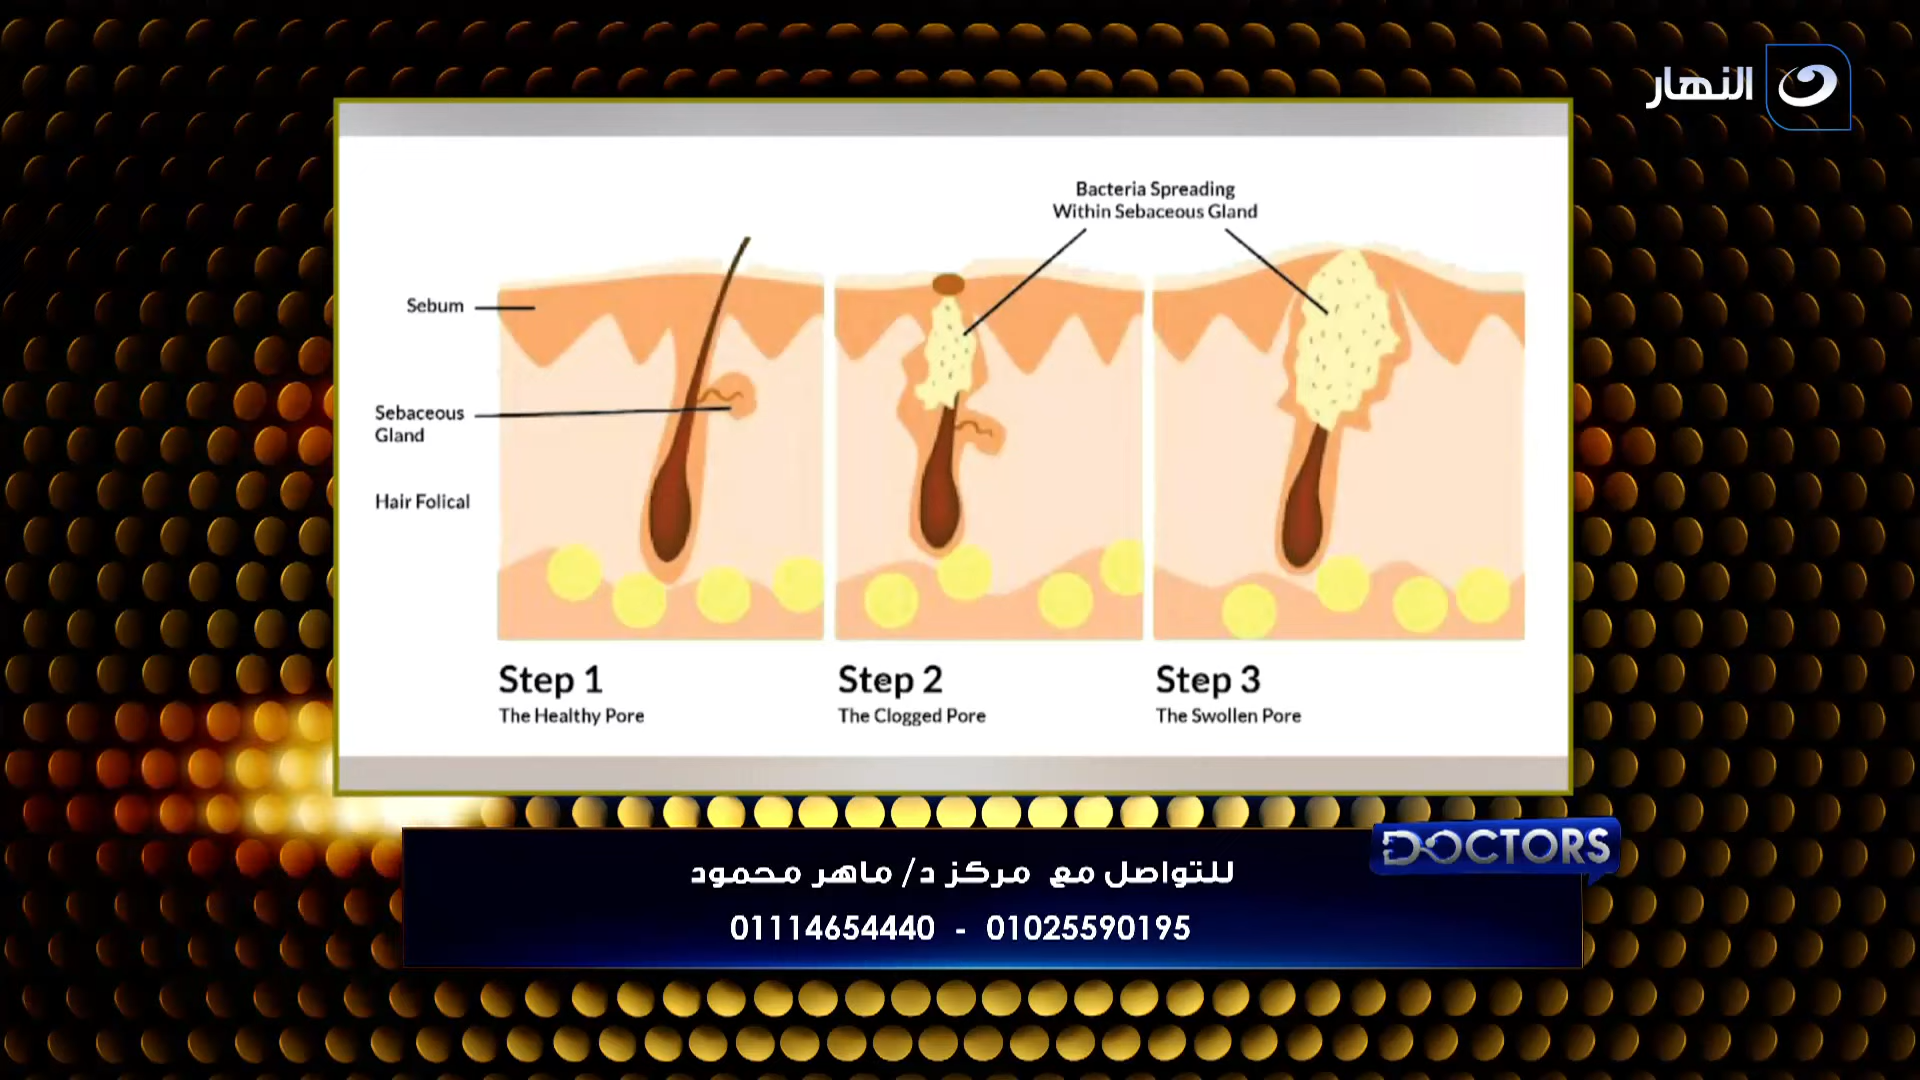 النهار
Bacteria Spreading
Within Sebaceous Gland
Sebum
Sebaceous
Gland
Hair Folical
Step 1
The Healthy Pore
Step 2
The Clogged Pore
Step 3
The Swollen Pore
DOCTORS
للتواصل مع مركز د/ ماهر محمود
01114654440 - 01025590195